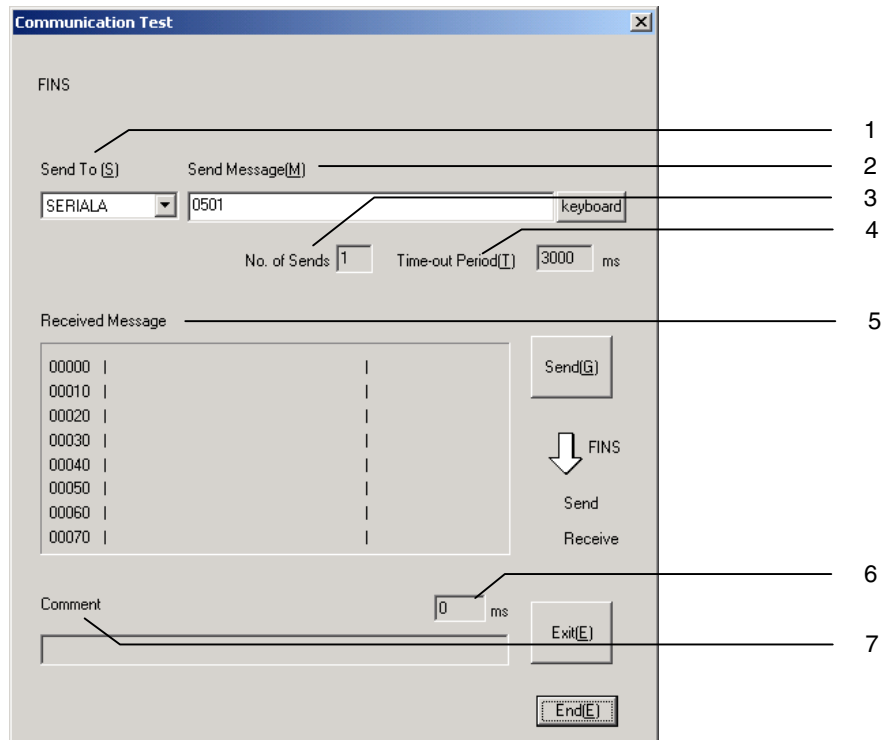 Communication Test
FINS
1
Send To (S) Send Message(M) 2
3
SERIALA 0501 keyboard
4
No. of Sends 1 Time-out Period(T) 3000 ms
Received Message 5
00000 | | Send(G)
00010 | |
00020 | |
00030 | | FINS
00040 | |
00050 | |
00060 | | Send
00070 | | Receive
6
Comment 0 ms
Exit(E)
7
End(E)